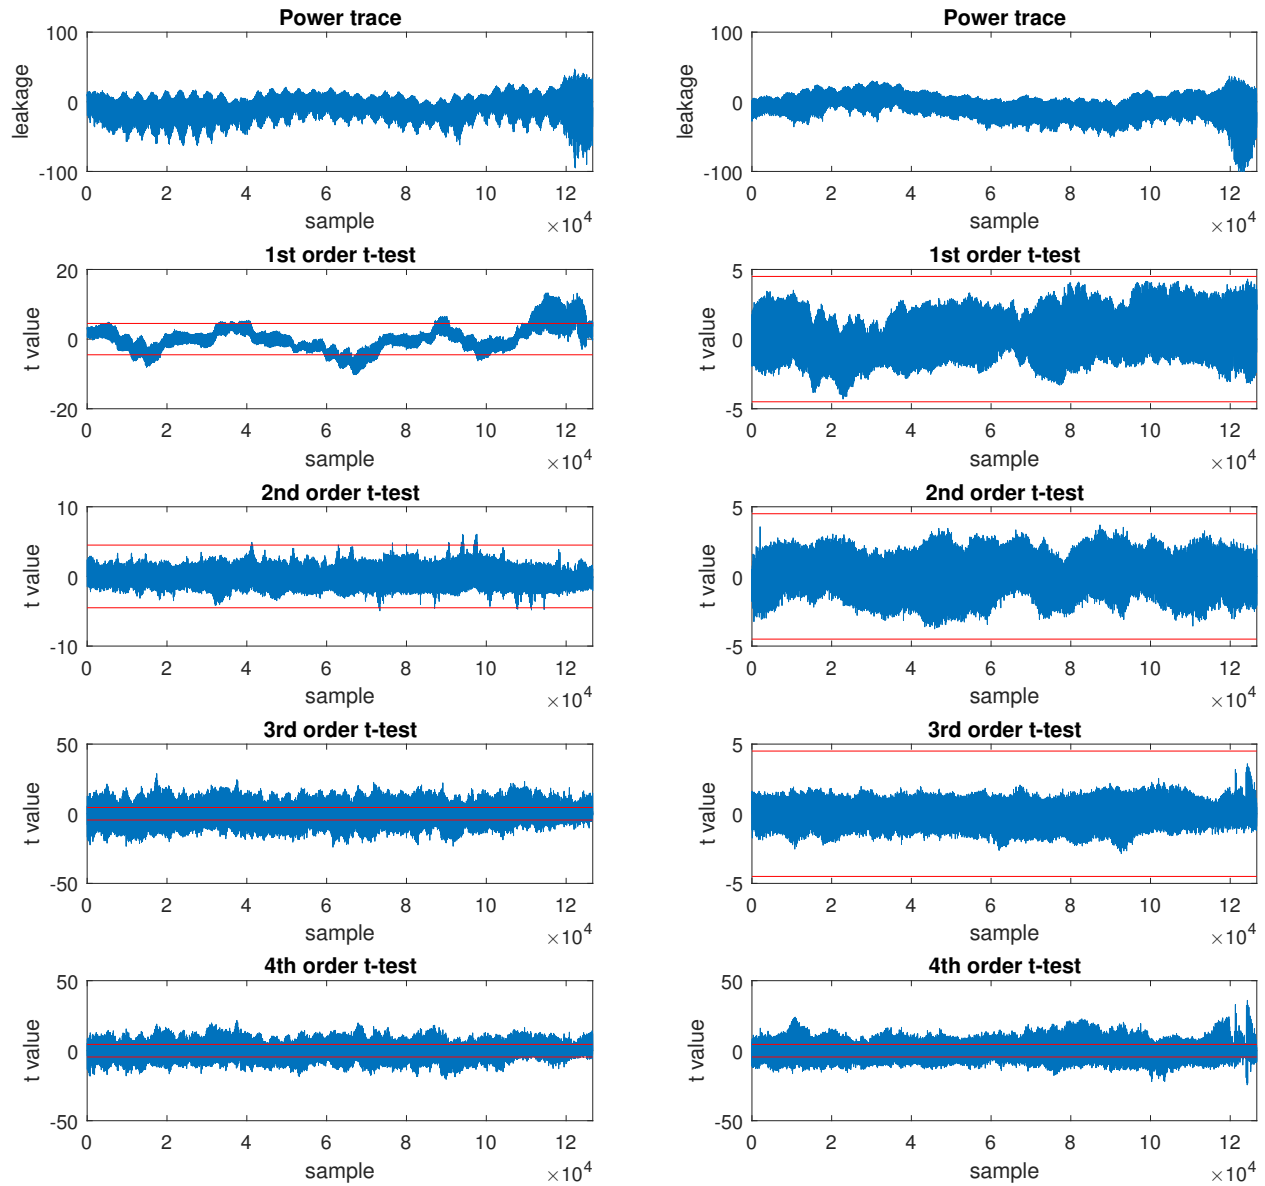 Power trace
100
0
-100
leakage
0 2 4 6 8 10 12
sample
×10^4
1st order t-test
20
0
-20
t value
0 2 4 6 8 10 12
sample
×10^4
2nd order t-test
10
0
-10
t value
0 2 4 6 8 10 12
sample
×10^4
3rd order t-test
50
0
-50
t value
0 2 4 6 8 10 12
sample
×10^4
4th order t-test
50
0
-50
t value
0 2 4 6 8 10 12
sample
×10^4
Power trace
100
0
-100
leakage
0 2 4 6 8 10 12
sample
×10^4
1st order t-test
5
0
-5
t value
0 2 4 6 8 10 12
sample
×10^4
2nd order t-test
5
0
-5
t value
0 2 4 6 8 10 12
sample
×10^4
3rd order t-test
5
0
-5
t value
0 2 4 6 8 10 12
sample
×10^4
4th order t-test
50
0
-50
t value
0 2 4 6 8 10 12
sample
×10^4